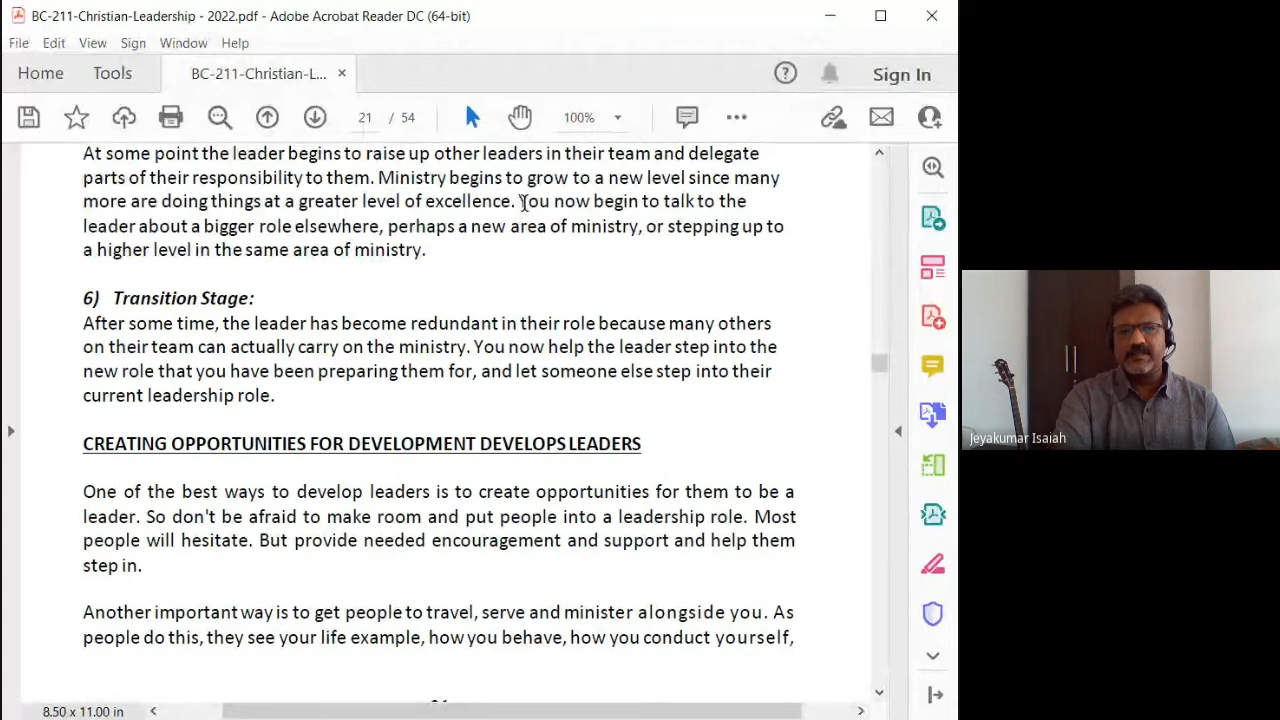 BC-211-Christian-Leadership - 2022.pdf - Adobe Acrobat Reader DC (64-bit)
File Edit View Sign Window Help
Home Tools BC-211-Christian-L... × Sign In
21 / 54 100%
At some point the leader begins to raise up other leaders in their team and delegate
parts of their responsibility to them. Ministry begins to grow to a new level since many
more are doing things at a greater level of excellence. You now begin to talk to the
leader about a bigger role elsewhere, perhaps a new area of ministry, or stepping up to
a higher level in the same area of ministry.
6) Transition Stage:
After some time, the leader has become redundant in their role because many others
on their team can actually carry on the ministry. You now help the leader step into the
new role that you have been preparing them for, and let someone else step into their
current leadership role.
CREATING OPPORTUNITIES FOR DEVELOPMENT DEVELOPS LEADERS
One of the best ways to develop leaders is to create opportunities for them to be a
leader. So don't be afraid to make room and put people into a leadership role. Most
people will hesitate. But provide needed encouragement and support and help them
step in.
Another important way is to get people to travel, serve and minister alongside you. As
people do this, they see your life example, how you behave, how you conduct yourself,
8.50 x 11.00 in
Jeyakumar Isaiah